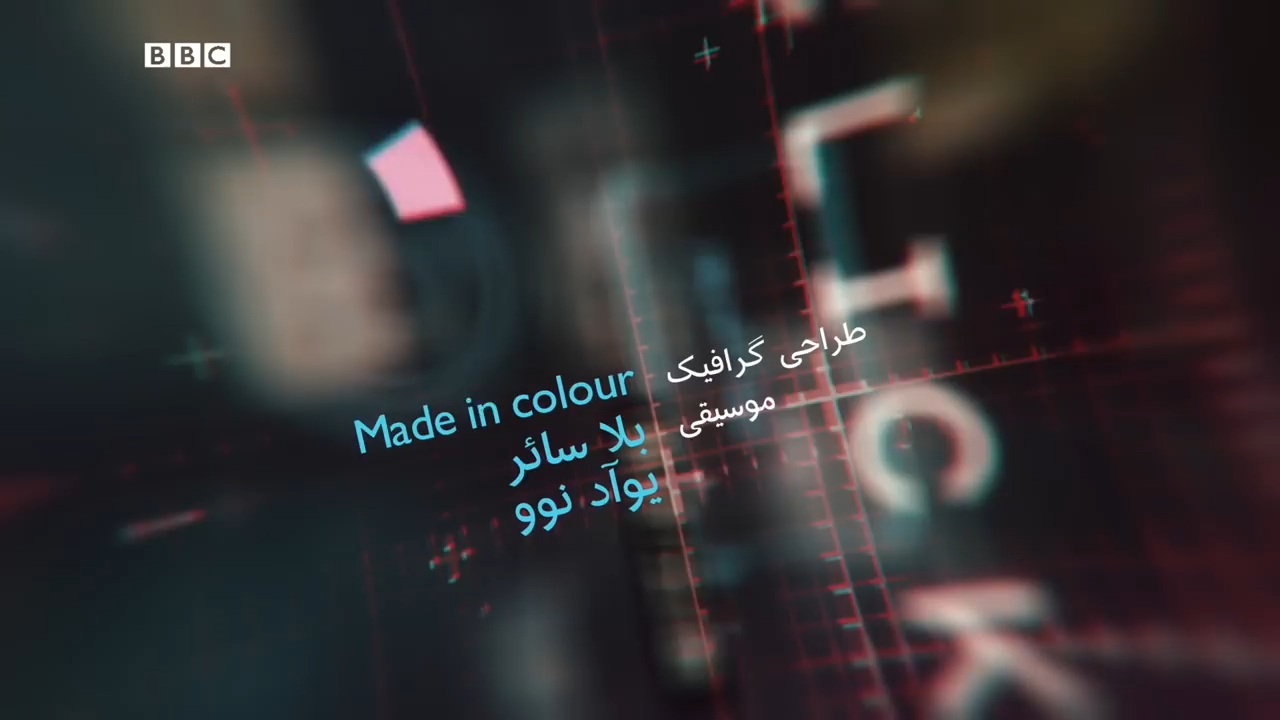 BBC
طراحی گرافیک
Made in colour
موسیقی
بلا سائر
یوآد نوو
CLICK